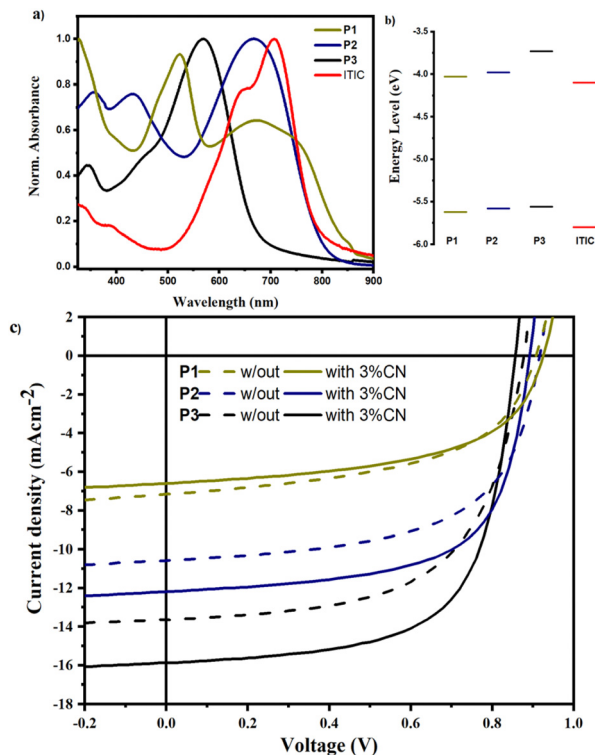 a)
P1
P2
P3
ITIC
Norm. Absorbance
1.0
0.8
0.6
0.4
0.2
0.0
400 500 600 700 800 900
Wavelength (nm)
b)
Energy Level (eV)
-3.5
-4.0
-4.5
-5.0
-5.5
-6.0
P1 P2 P3 ITIC
c)
Current density (mAcm⁻²)
2
0
-2
-4
-6
-8
-10
-12
-14
-16
-18
P1 w/out with 3%CN
P2 w/out with 3%CN
P3 w/out with 3%CN
-0.2 0.0 0.2 0.4 0.6 0.8 1.0
Voltage (V)